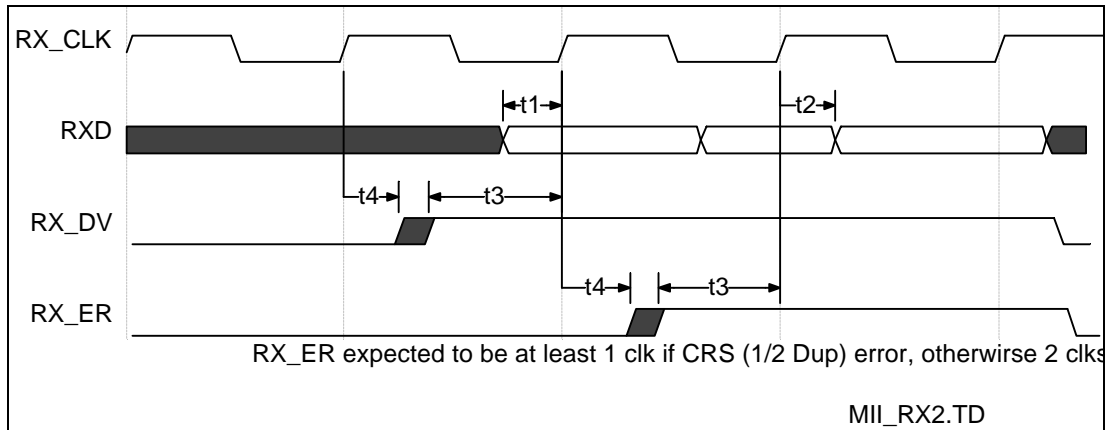 RX_CLK
t1
t2
RXD
t4
t3
RX_DV
t4
t3
RX_ER
RX_ER expected to be at least 1 clk if CRS (1/2 Dup) error, otherwirse 2 clks
MII_RX2.TD